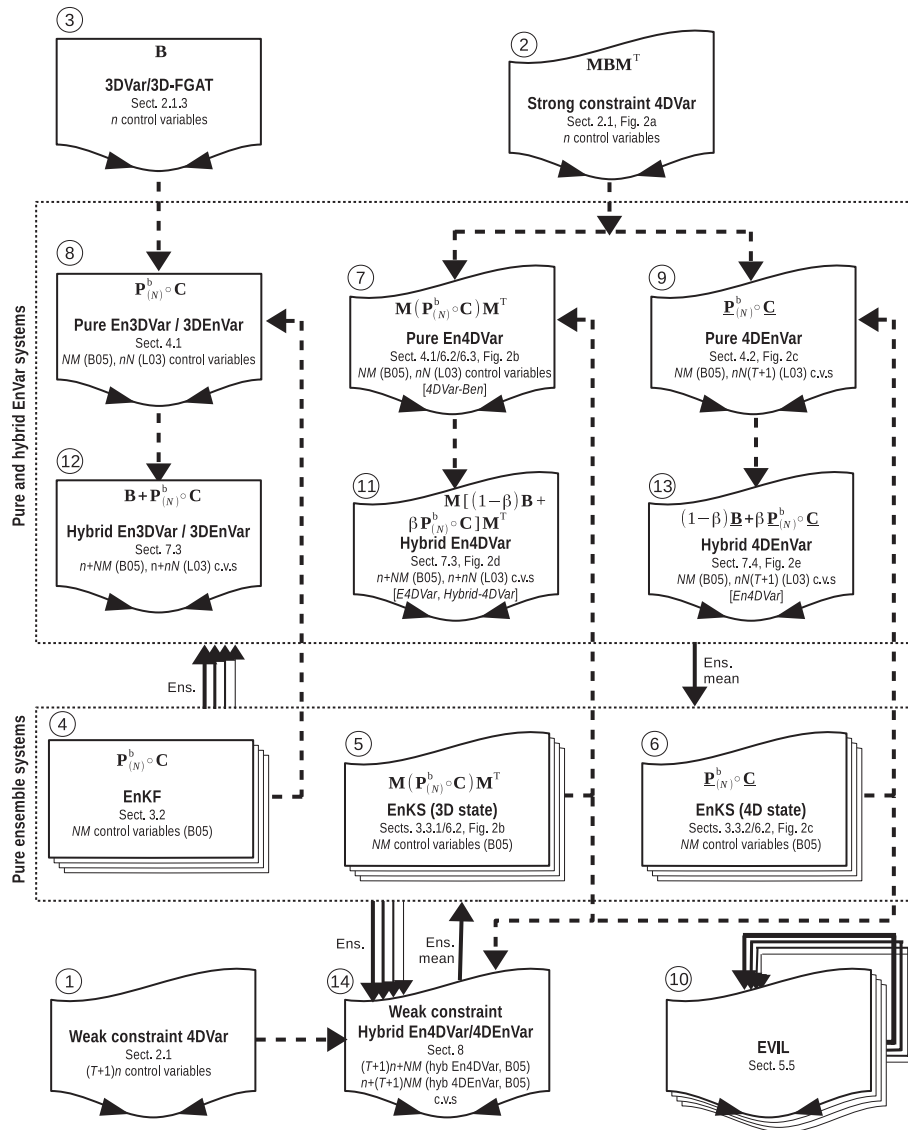 3
B
3DVar/3D-FGAT
Sect. 2.1.3
n control variables
2
MBM^T
Strong constraint 4DVar
Sect. 2.1, Fig. 2a
n control variables
Pure and hybrid EnVar systems
8
P^b_(N)∘C
Pure En3DVar / 3DEnVar
Sect. 4.1
NM (B05), nN (L03) control variables
7
M(P^b_(N)∘C)M^T
Pure En4DVar
Sect. 4.1/6.2/6.3, Fig. 2b
NM (B05), nN (L03) control variables
[4DVar-Ben]
9
P^b_(N)∘C
Pure 4DEnVar
Sect. 4.2, Fig. 2c
NM (B05), nN(T+1) (L03) c.v.s
12
B+P^b_(N)∘C
Hybrid En3DVar / 3DEnVar
Sect. 7.3
n+NM (B05), n+nN (L03) c.v.s
11
M[(1−β)B+
βP^b_(N)∘C]M^T
Hybrid En4DVar
Sect. 7.3, Fig. 2d
n+NM (B05), n+nN (L03) c.v.s
[E4DVar, Hybrid-4DVar]
13
(1−β)B+βP^b_(N)∘C
Hybrid 4DEnVar
Sect. 7.4, Fig. 2e
NM (B05), nN(T+1) (L03) c.v.s
[En4DVar]
Ens.
Ens.
mean
Pure ensemble systems
4
P^b_(N)∘C
EnKF
Sect. 3.2
NM control variables (B05)
5
M(P^b_(N)∘C)M^T
EnKS (3D state)
Sects. 3.3.1/6.2, Fig. 2b
NM control variables (B05)
6
P^b_(N)∘C
EnKS (4D state)
Sects. 3.3.2/6.2, Fig. 2c
NM control variables (B05)
Ens.
Ens.
mean
1
Weak constraint 4DVar
Sect. 2.1
(T+1)n control variables
14
Weak constraint
Hybrid En4DVar/4DEnVar
Sect. 8
(T+1)n+NM (hyb En4DVar, B05)
n+(T+1)NM (hyb 4DEnVar, B05)
c.v.s
10
EVIL
Sect. 5.5